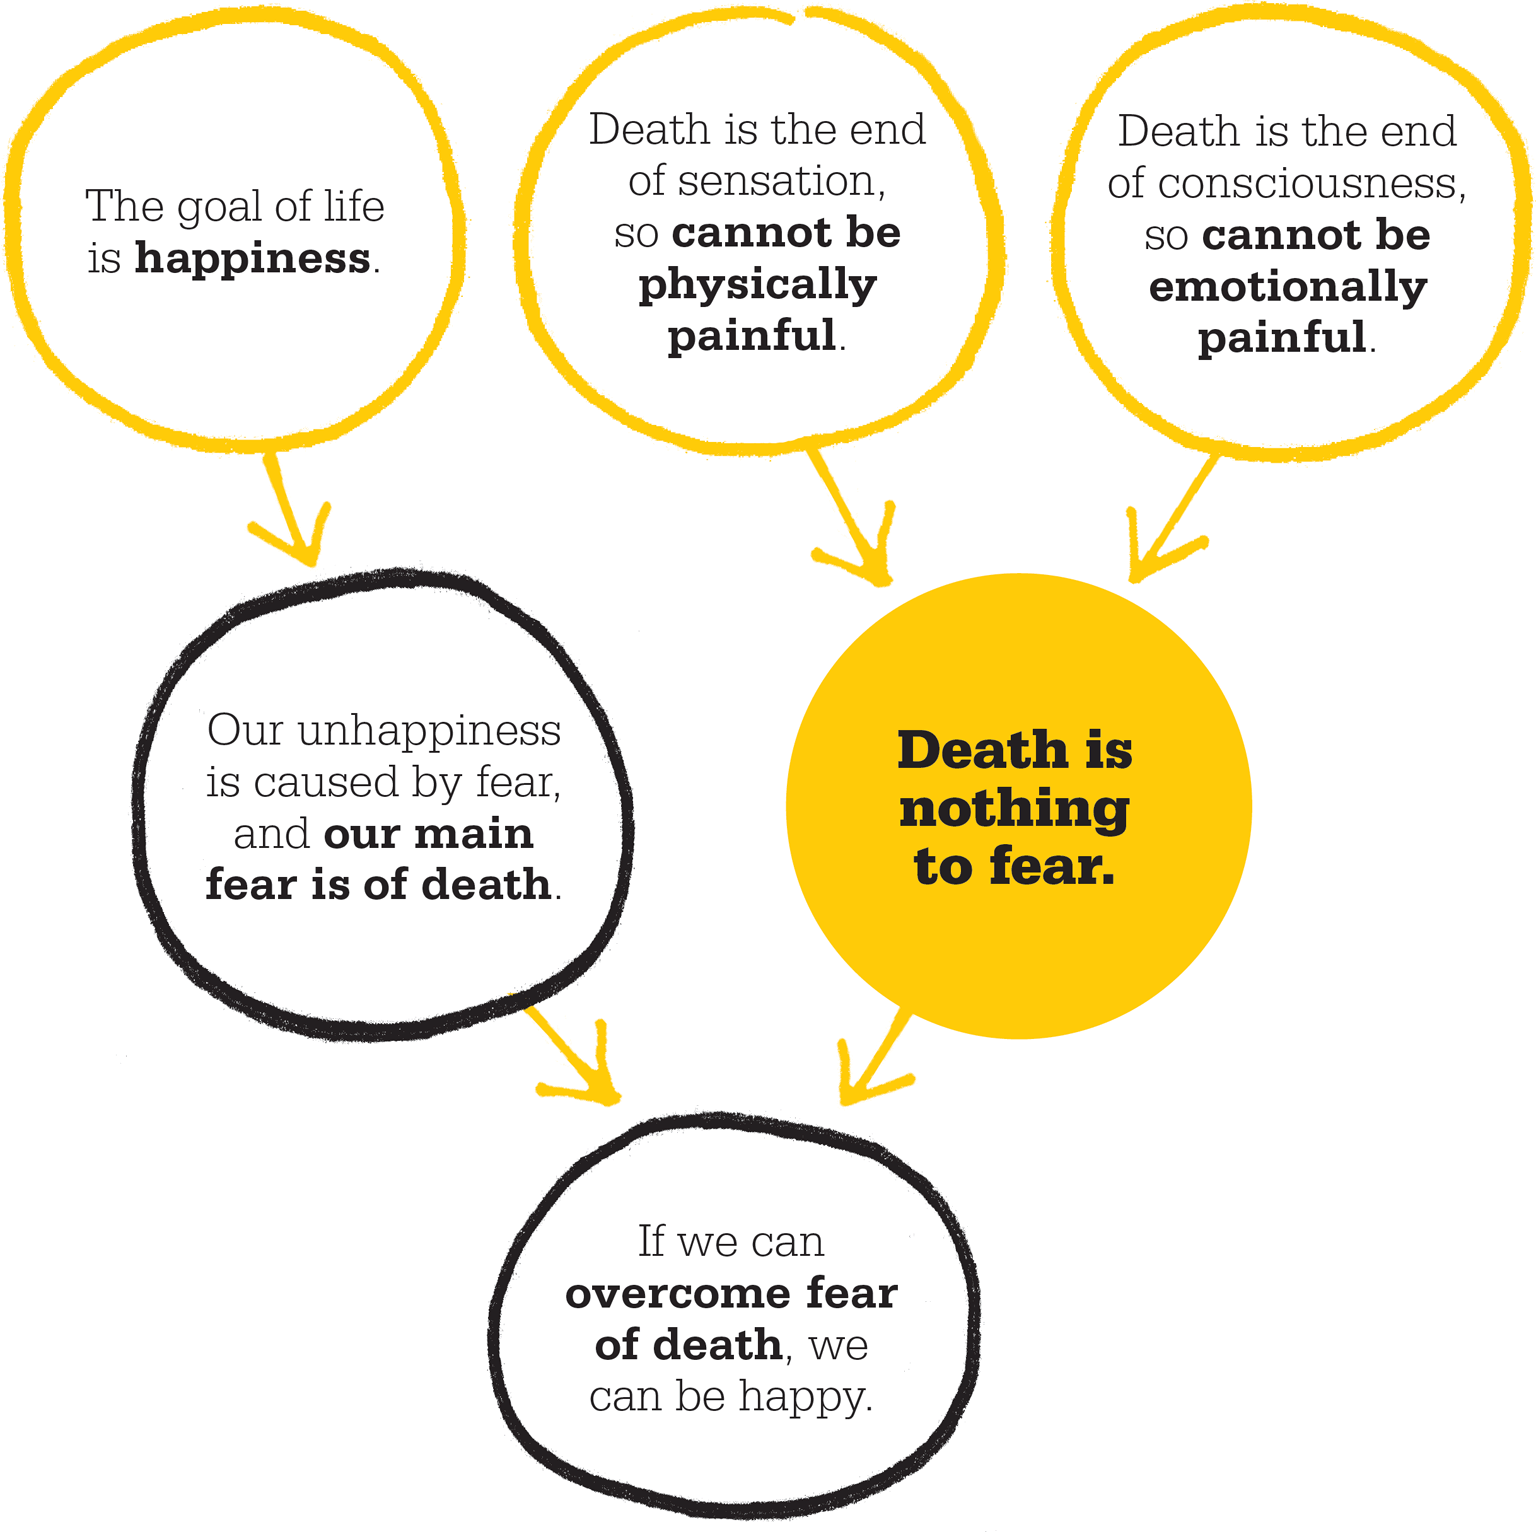 The goal of life
is happiness.
Death is the end
of sensation,
so cannot be
physically
painful.
Death is the end
of consciousness,
so cannot be
emotionally
painful.
Our unhappiness
is caused by fear,
and our main
fear is of death.
Death is
nothing
to fear.
If we can
overcome fear
of death, we
can be happy.